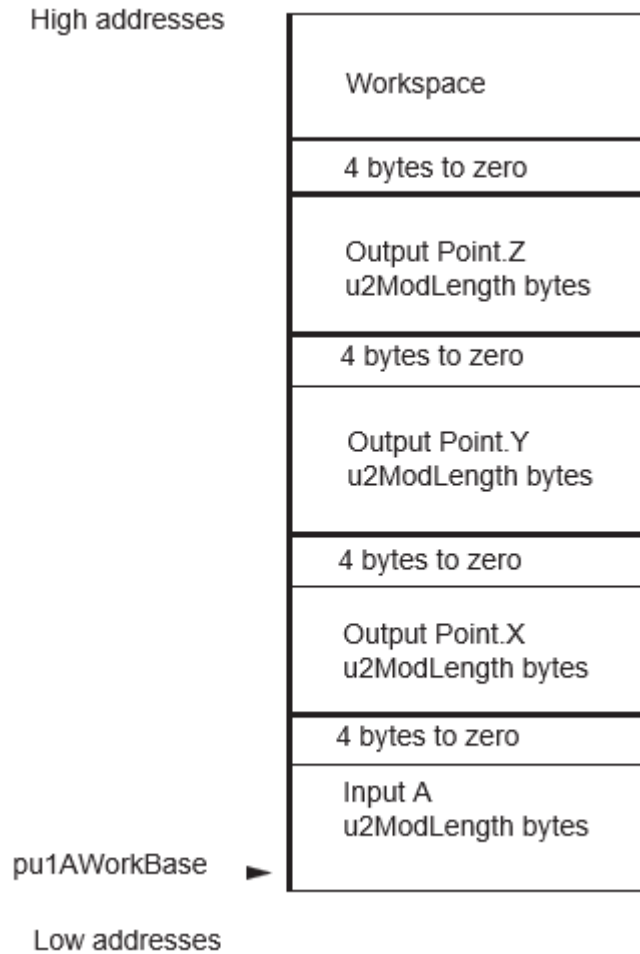 High addresses
Workspace
4 bytes to zero
Output Point.Z
u2ModLength bytes
4 bytes to zero
Output Point.Y
u2ModLength bytes
4 bytes to zero
Output Point.X
u2ModLength bytes
4 bytes to zero
Input A
u2ModLength bytes
pu1AWorkBase
Low addresses